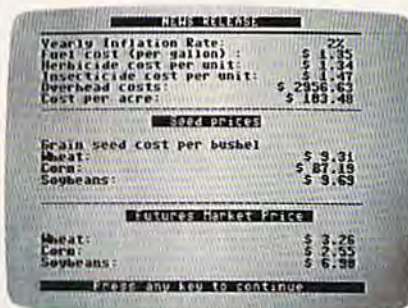 NEWS RELEASE
Yearly Inflation Rate: 2%
Fuel cost (per gallon) : $ 1.35
Herbicide cost per unit: $ 1.34
Insecticide cost per unit: $ 1.47
Overhead costs: $ 2956.63
Cost per acre: $ 183.48
Seed prices
Grain seed cost per bushel
Wheat: $ 9.31
Corn: $ 87.19
Soybeans: $ 9.69
Futures Market Price
Wheat: $ 3.26
Corn: $ 2.55
Soybeans: $ 6.98
Press any key to continue